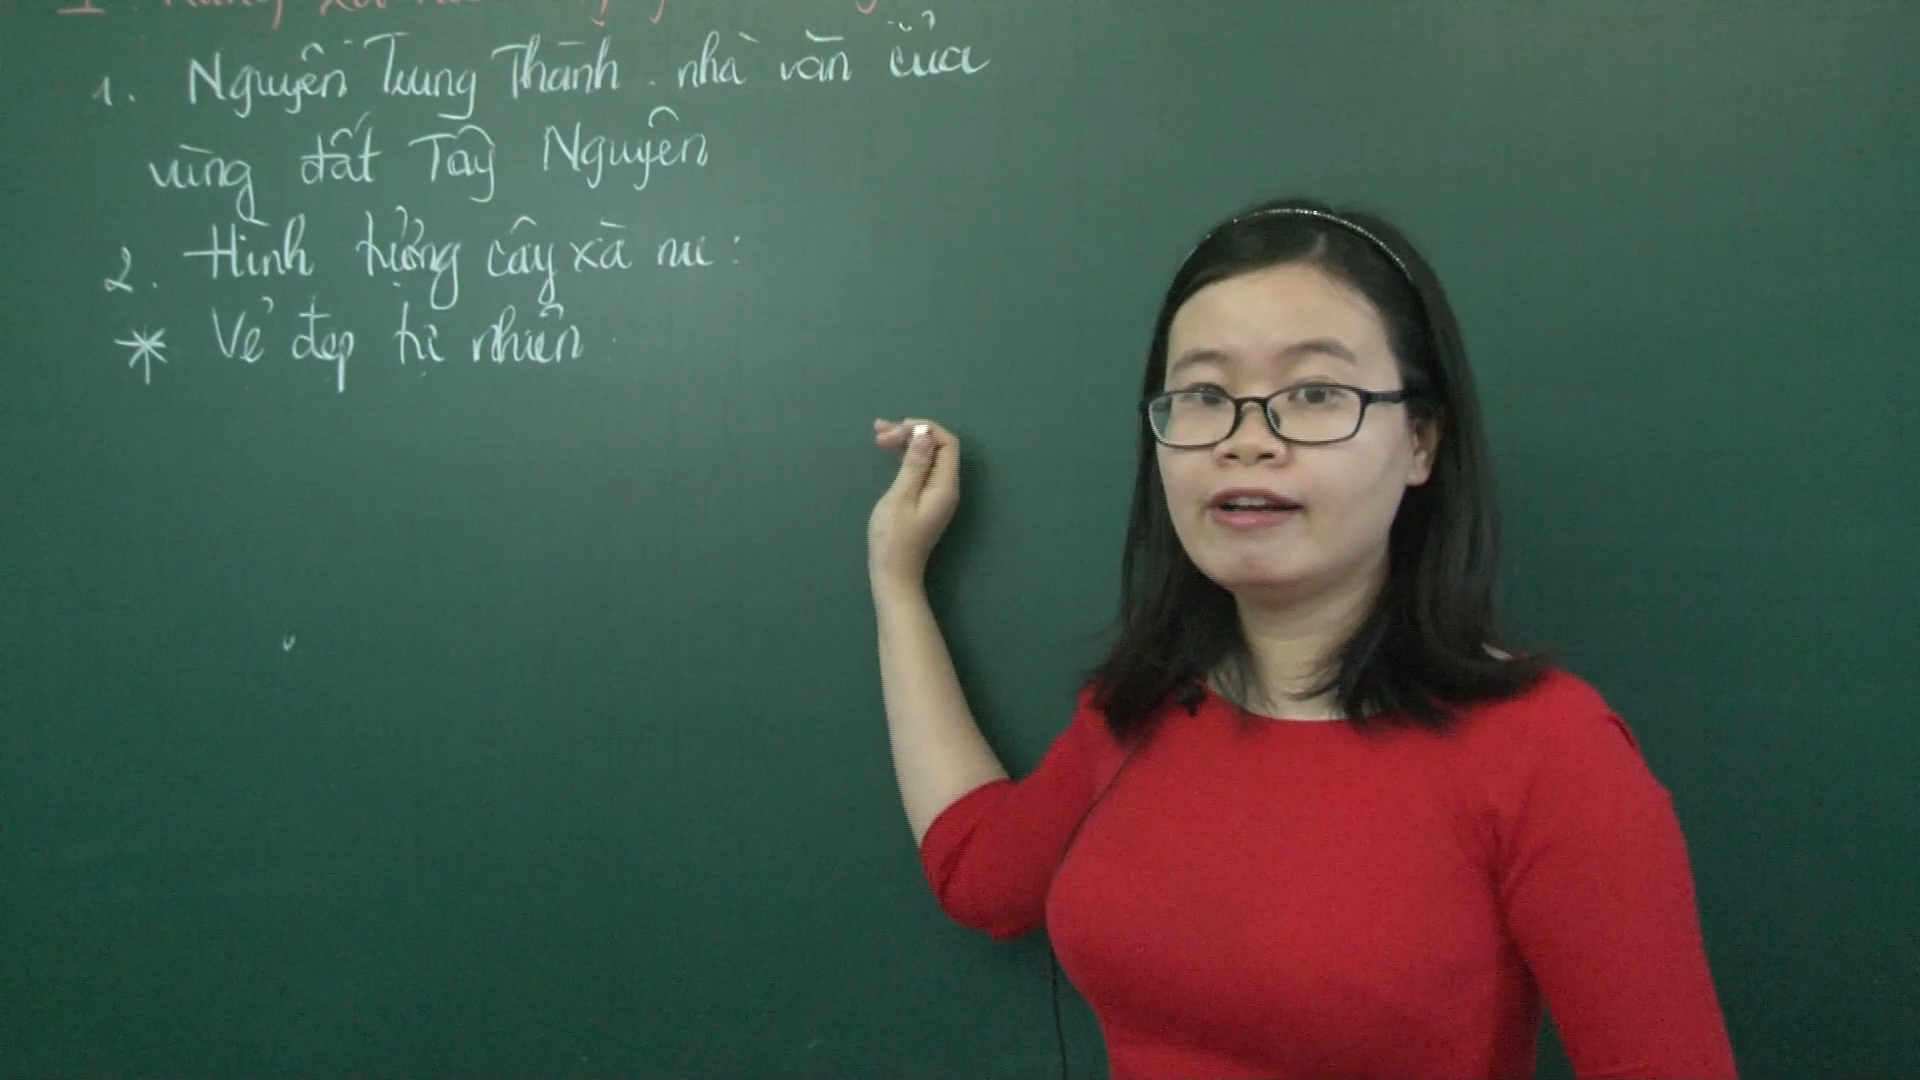 1. Nguyễn Trung Thành - nhà văn của
vùng đất Tây Nguyên
2. Hình tượng cây xà nu:
* Vẻ đẹp tự nhiên: